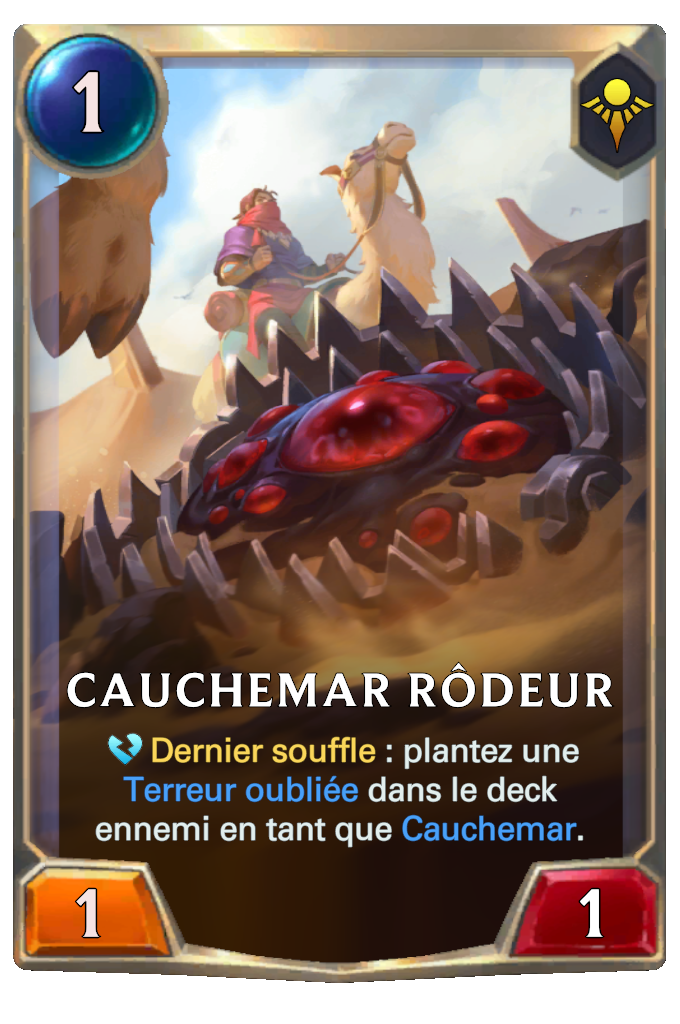 1
CAUCHEMAR RÔDEUR
Dernier souffle : plantez une
Terreur oubliée dans le deck
ennemi en tant que Cauchemar.
1
1